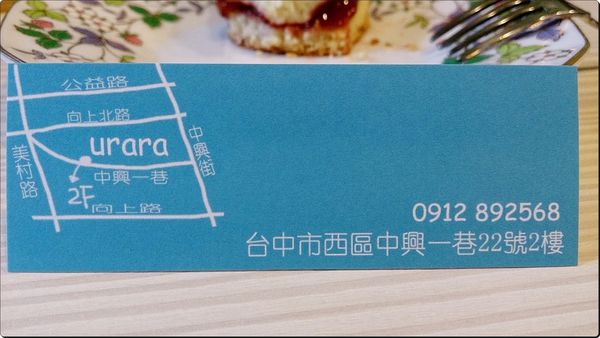 公益路
向上北路
urara
中興街
美村路
中興一巷
2F
向上路
0912 892568
台中市西區中興一巷22號2樓